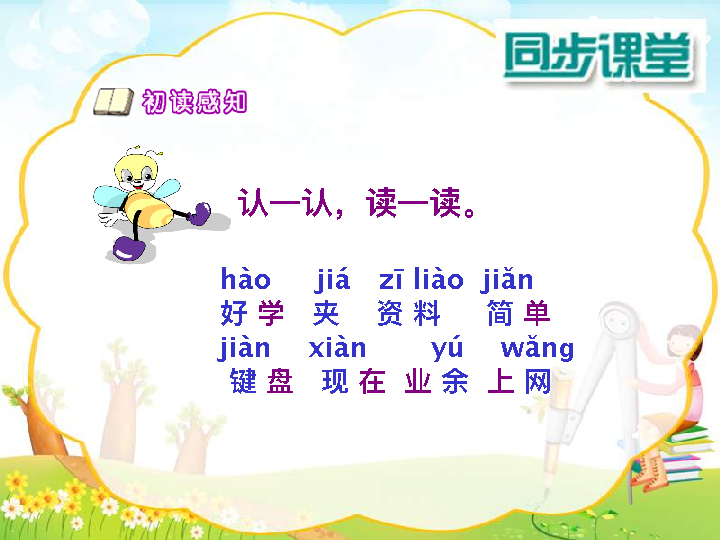 同步课堂
初读感知
认一认，读一读。
hào jiá zī liào jiǎn
好学 夹 资料 简单
jiàn xiàn yú wǎng
键盘 现在 业余 上网